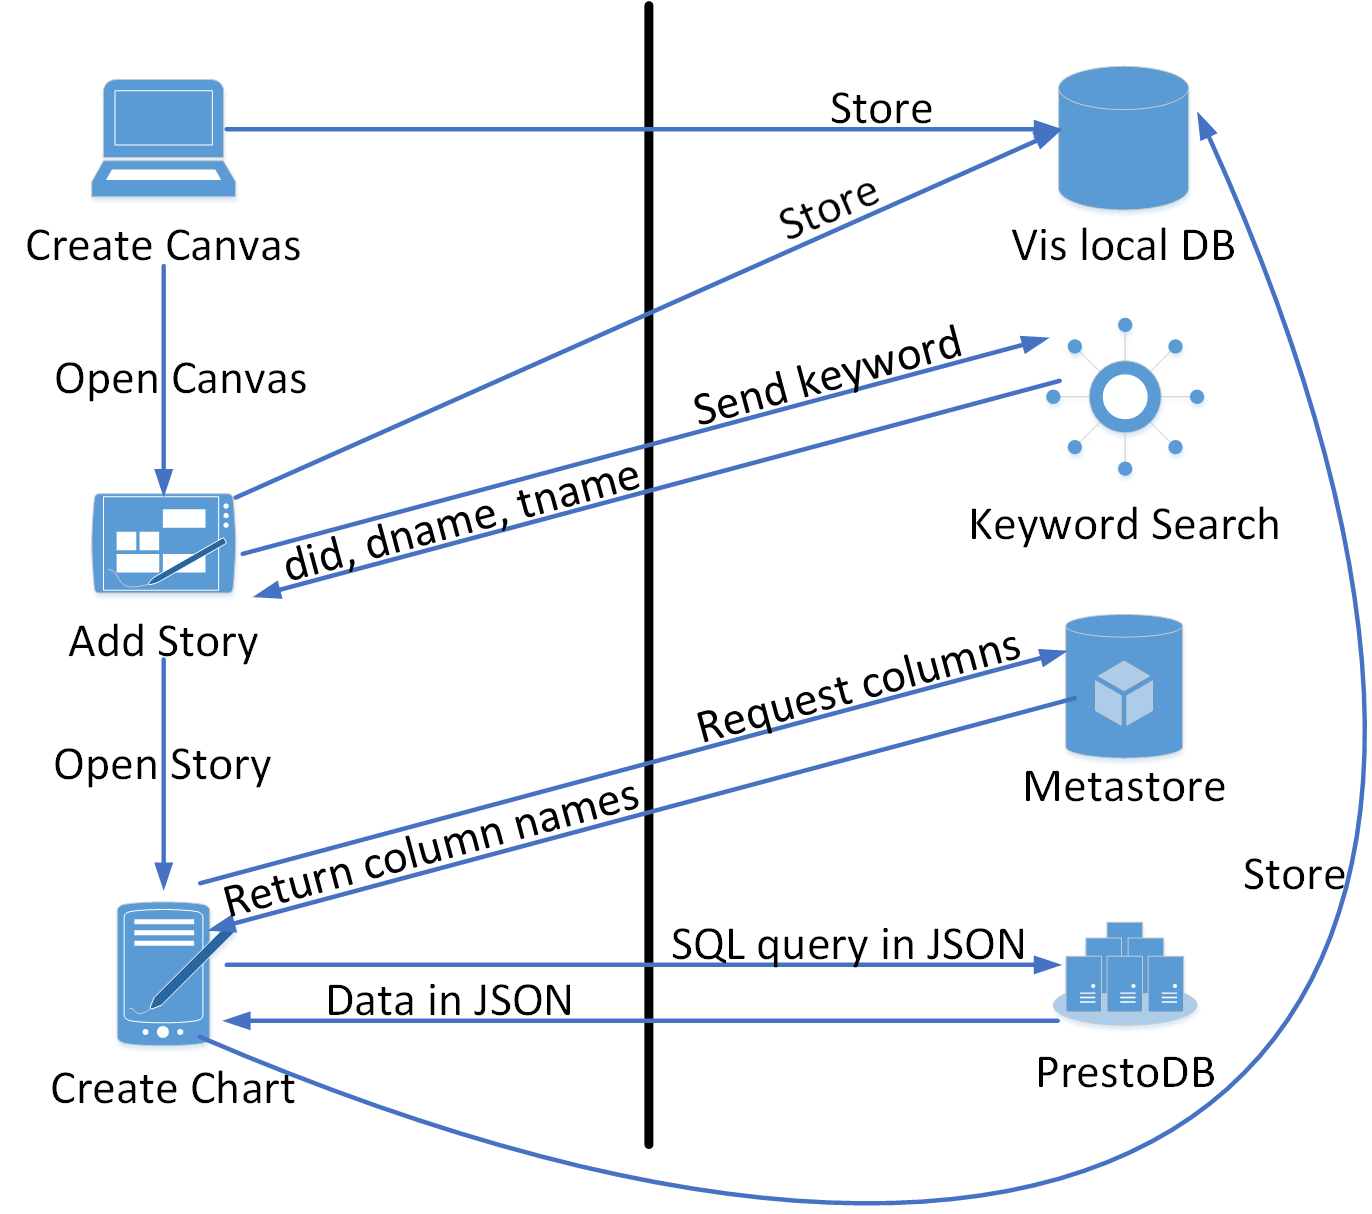 Store
Create Canvas
Vis local DB
Store
Open Canvas
Send keyword
did, dname, tname
Keyword Search
Add Story
Request columns
Open Story
Metastore
Return column names
Store
SQL query in JSON
Data in JSON
PrestoDB
Create Chart